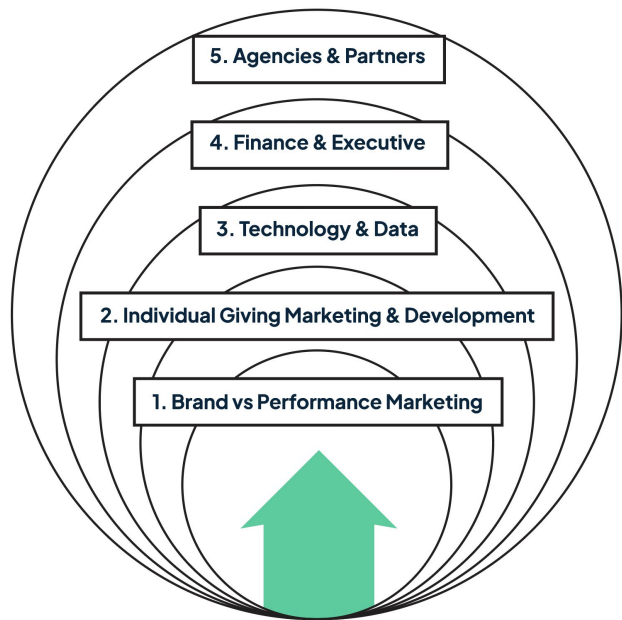 5. Agencies & Partners
4. Finance & Executive
3. Technology & Data
2. Individual Giving Marketing & Development
1. Brand vs Performance Marketing